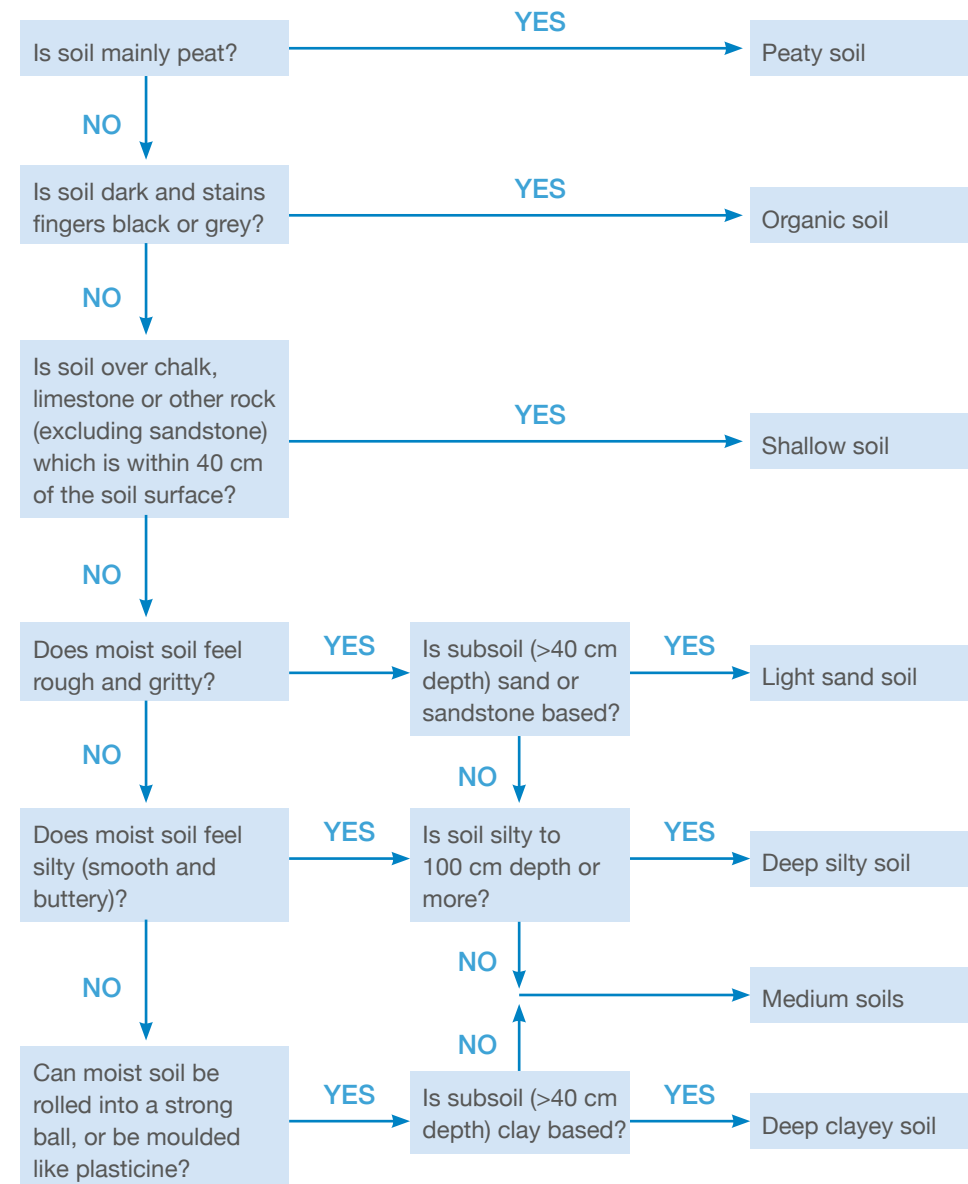 YES
Is soil mainly peat?
Peaty soil
NO
Is soil dark and stains
fingers black or grey?
YES
Organic soil
NO
Is soil over chalk,
limestone or other rock
(excluding sandstone)
which is within 40 cm
of the soil surface?
YES
Shallow soil
NO
Does moist soil feel
rough and gritty?
YES
Is subsoil (>40 cm
depth) sand or
sandstone based?
YES
Light sand soil
NO
NO
Does moist soil feel
silty (smooth and
buttery)?
YES
Is soil silty to
100 cm depth or
more?
YES
Deep silty soil
NO
NO
Medium soils
NO
Can moist soil be
rolled into a strong
ball, or be moulded
like plasticine?
YES
Is subsoil (>40 cm
depth) clay based?
YES
Deep clayey soil